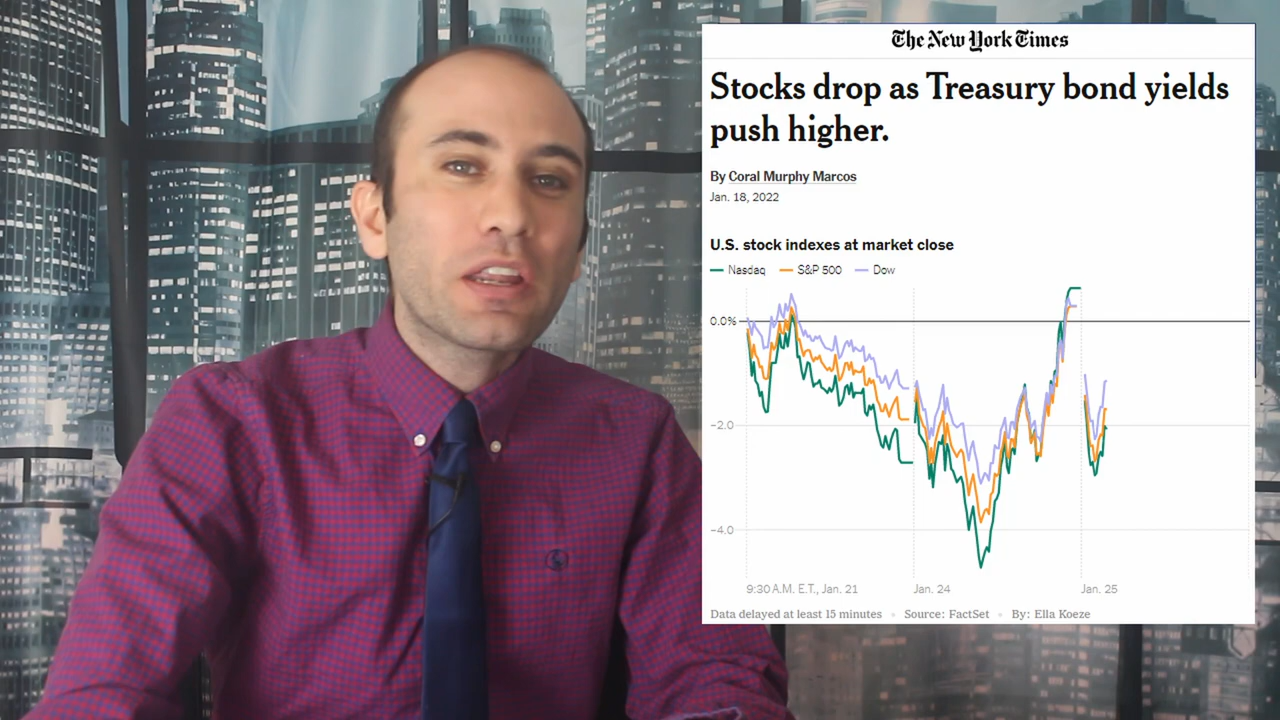 The New York Times
Stocks drop as Treasury bond yields
push higher.
By Coral Murphy Marcos
Jan. 18, 2022
U.S. stock indexes at market close
Nasdaq S&P 500 Dow
0.0%
−2.0
−4.0
9:30 A.M. E.T., Jan. 21 Jan. 24 Jan. 25
Data delayed at least 15 minutes • Source: FactSet • By: Ella Koeze